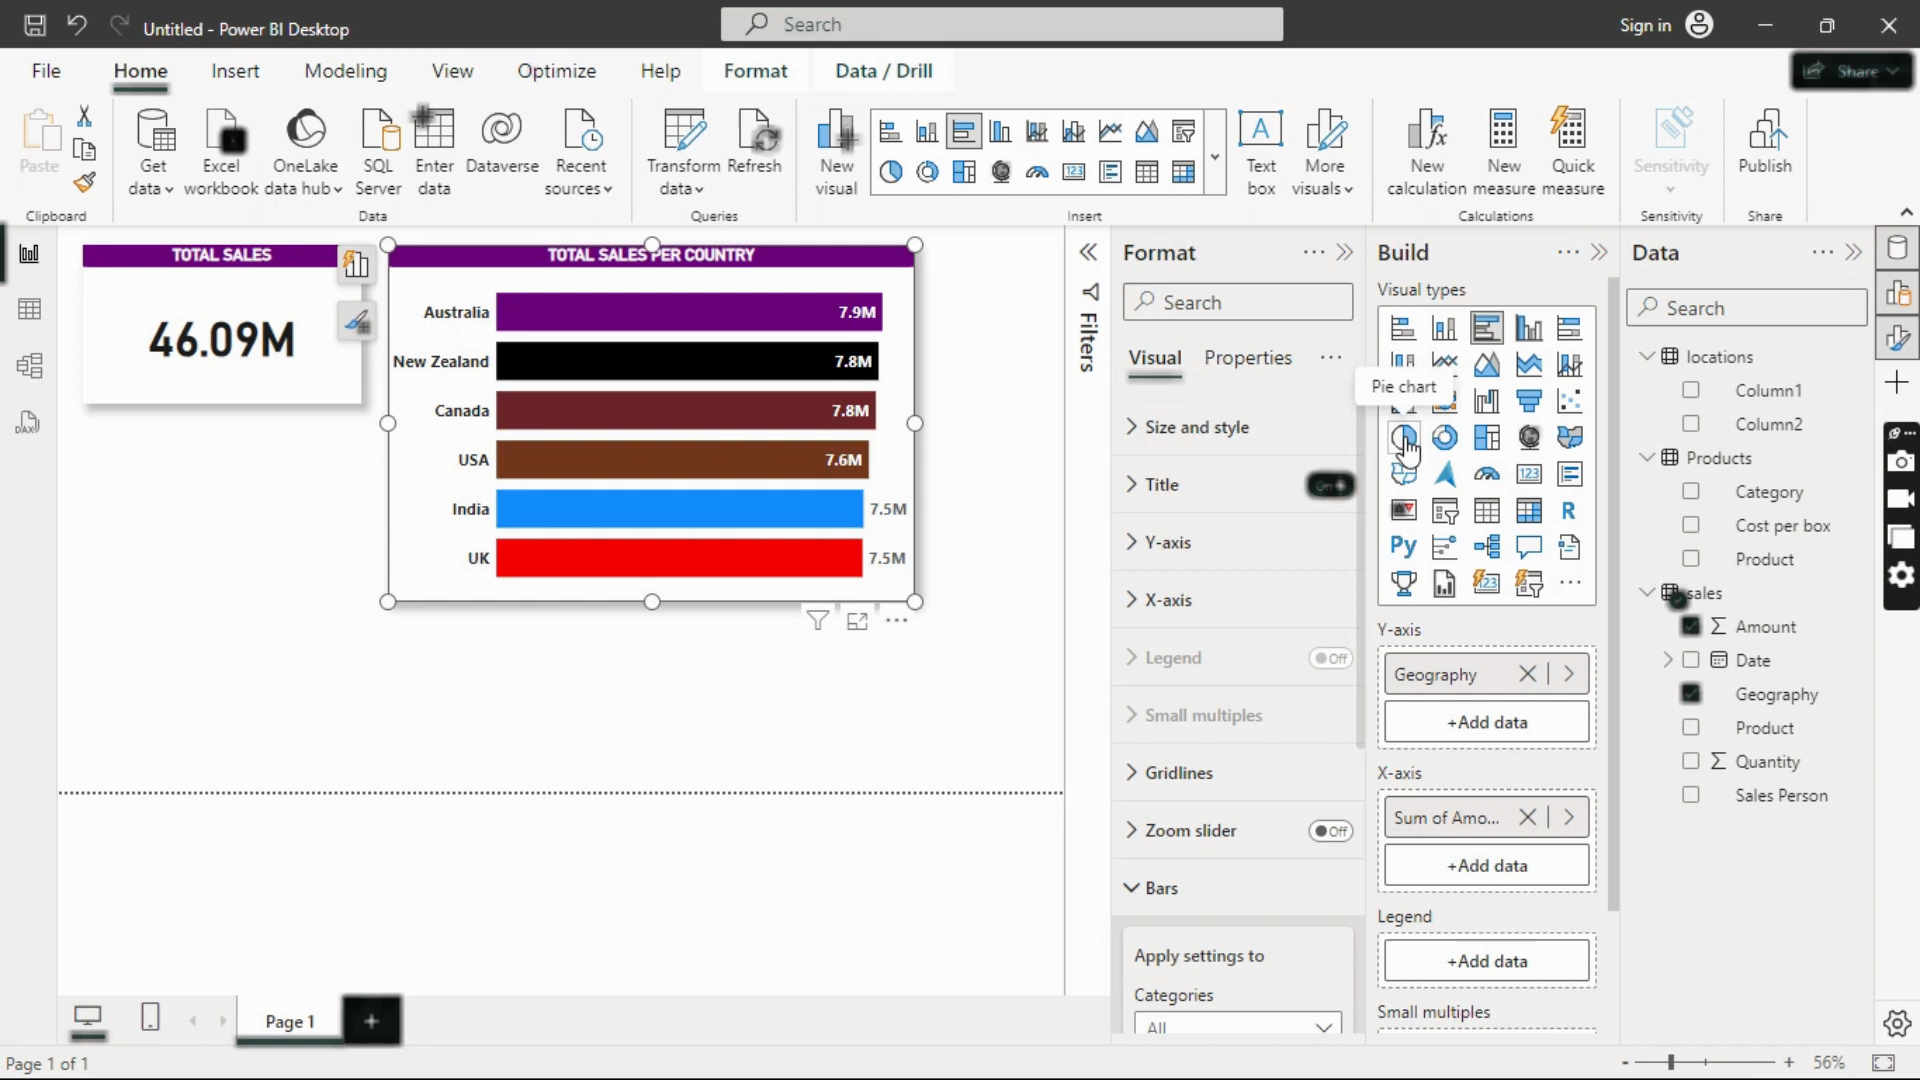 Untitled - Power BI Desktop
Search
Sign in
File
Home
Insert
Modeling
View
Optimize
Help
Format
Data / Drill
Share
Paste
Get data
Excel workbook
OneLake data hub
SQL Server
Enter data
Dataverse
Recent sources
Transform data
Refresh
New visual
Text box
More visuals
New calculation
New measure
Quick measure
Sensitivity
Publish
Clipboard
Data
Queries
Insert
Calculations
Sensitivity
Share
TOTAL SALES
46.09M
TOTAL SALES PER COUNTRY
Australia 7.9M
New Zealand 7.8M
Canada 7.8M
USA 7.6M
India 7.5M
UK 7.5M
Filters
Format
Search
Visual
Properties
Size and style
Title
On
Y-axis
X-axis
Legend
Off
Small multiples
Gridlines
Zoom slider
Off
Bars
Apply settings to
Categories
All
Build
Visual types
Pie chart
R
Py
123
Y-axis
Geography
+Add data
X-axis
Sum of Amo...
+Add data
Legend
+Add data
Small multiples
Data
Search
locations
Column1
Column2
Products
Category
Cost per box
Product
sales
Amount
Date
Geography
Product
Quantity
Sales Person
DAX
Page 1
Page 1 of 1
56%